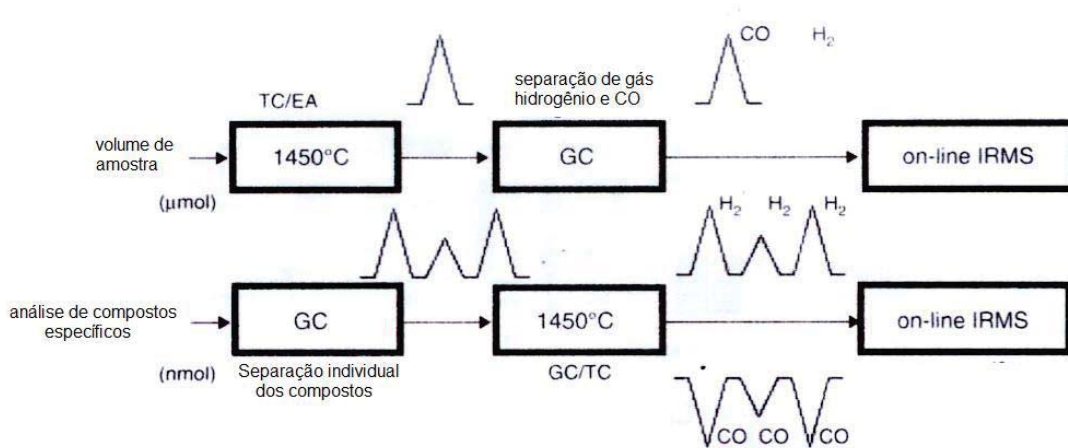 CO H₂
separação de gás
hidrogênio e CO
TC/EA
volume de
amostra
1450°C
GC
on-line IRMS
(µmol)
H₂ H₂ H₂
análise de compostos
específicos
GC
1450°C
on-line IRMS
(nmol)
Separação individual
dos compostos
GC/TC
CO CO CO